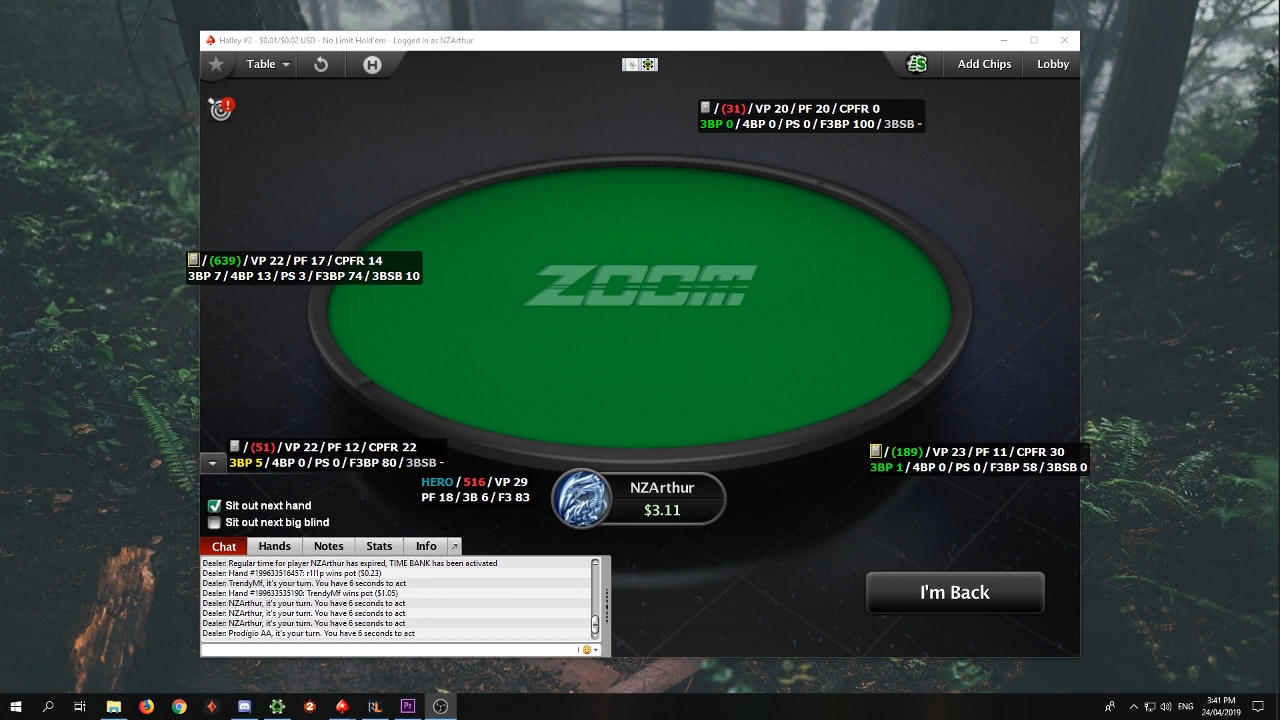 Halley #2 - $0.01/$0.02 USD - No Limit Hold'em - Logged in as NZArthur
Table
H
Add Chips
Lobby
/ (31) / VP 20 / PF 20 / CPFR 0
3BP 0 / 4BP 0 / PS 0 / F3BP 100 / 3BSB -
ZOOM
/ (639) / VP 22 / PF 17 / CPFR 14
3BP 7 / 4BP 13 / PS 3 / F3BP 74 / 3BSB 10
/ (51) / VP 22 / PF 12 / CPFR 22
3BP 5 / 4BP 0 / PS 0 / F3BP 80 / 3BSB -
/ (189) / VP 23 / PF 11 / CPFR 30
3BP 1 / 4BP 0 / PS 0 / F3BP 58 / 3BSB 0
HERO / 516 / VP 29
PF 18 / 3B 6 / F3 83
NZArthur
$3.11
Sit out next hand
Sit out next big blind
Chat Hands Notes Stats Info
Dealer: Regular time for player NZArthur has expired, TIME BANK has been activated
Dealer: Hand #199633516457: r111p wins pot ($0.23)
Dealer: TrendyMf, it's your turn. You have 6 seconds to act
Dealer: Hand #199633535190: TrendyMf wins pot ($1.05)
Dealer: NZArthur, it's your turn. You have 6 seconds to act
Dealer: NZArthur, it's your turn. You have 6 seconds to act
Dealer: NZArthur, it's your turn. You have 6 seconds to act
Dealer: Prodígio AA, it's your turn. You have 6 seconds to act
I'm Back
Pr
ENG
3:41 PM
24/04/2019